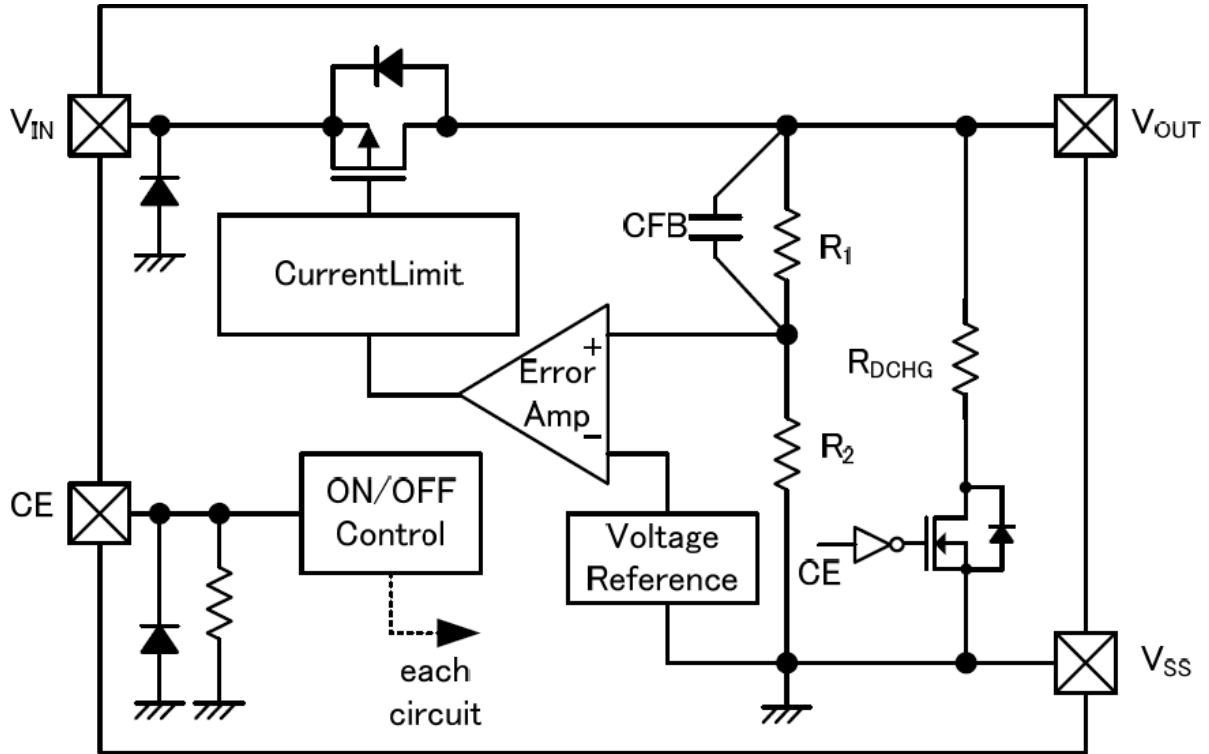 VIN
VOUT
CurrentLimit
CFB
R1
+
Error
Amp
−
RDCHG
R2
CE
ON/OFF
Control
Voltage
Reference
CE
each
circuit
VSS